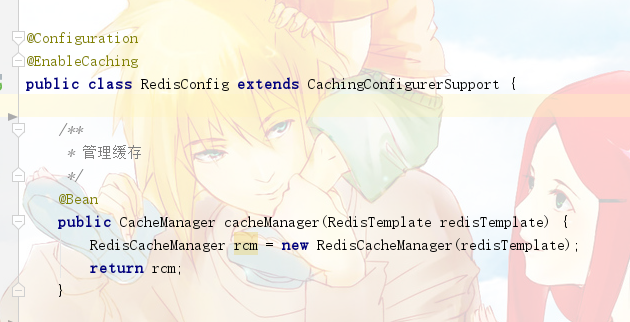 @Configuration
@EnableCaching
public class RedisConfig extends CachingConfigurerSupport {
/**
* 管理缓存
*/
@Bean
public CacheManager cacheManager(RedisTemplate redisTemplate) {
RedisCacheManager rcm = new RedisCacheManager(redisTemplate);
return rcm;
}